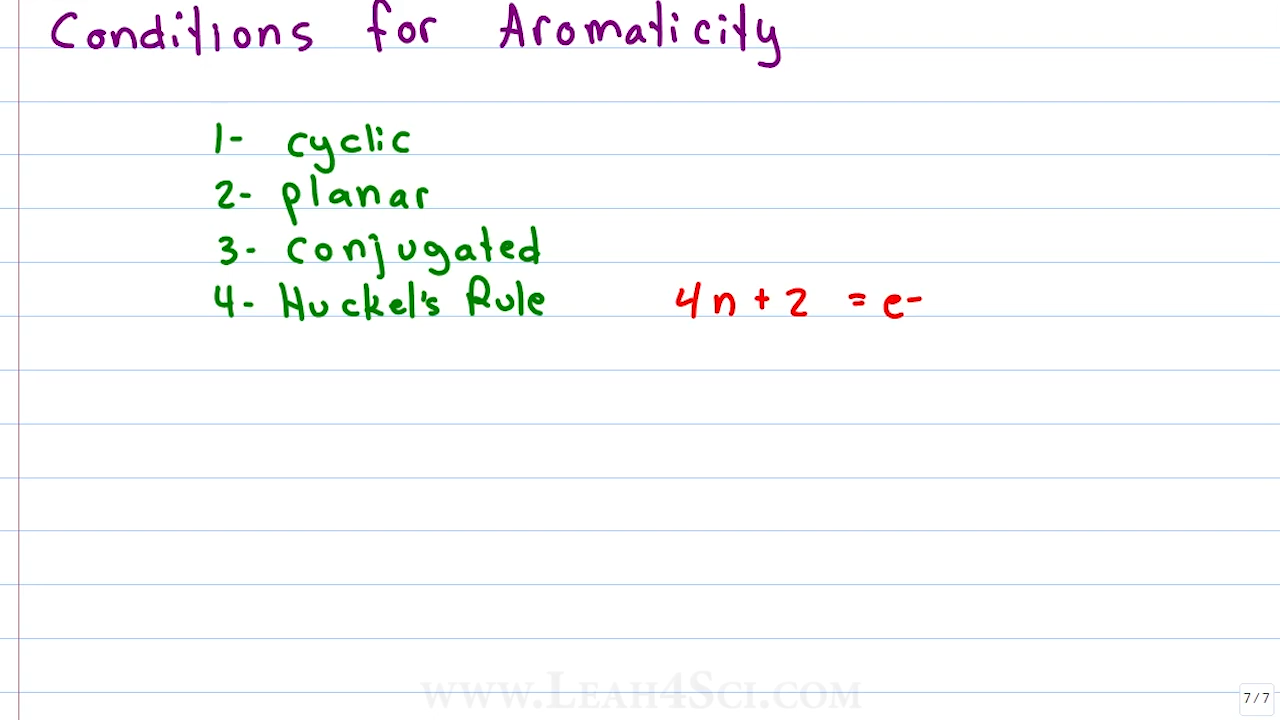 Conditions for Aromaticity
1- cyclic
2- planar
3- conjugated
4- Huckel's Rule 4n + 2 = e-
www.Leah4Sci.com
7/7